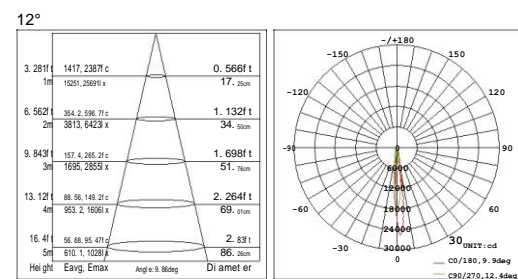 12°
3. 281f t 1417, 2387f c 0. 566f t
1m 15251, 25691l x 17. 25cm
6. 562f t 354. 2, 596. 7f c 1. 132f t
2m 3813, 6423l x 34. 50cm
9. 843f t 157. 4, 265. 2f c 1. 698f t
3m 1695, 2855l x 51. 76cm
13. 12f t 88. 56, 149. 2f c 2. 264f t
4m 953. 2, 1606l x 69. 01cm
16. 4f t 56. 68, 95. 47f c 2. 83f t
5m 610. 1, 1028l x 86. 26cm
Hei ght Eavg, Emax Angl e: 9. 86deg Di amet er
-/+180
-150 150
-120 120
-90 0 90
6000
12000
18000
-60 60
24000
-30 30000 30
0
UNIT:cd
C0/180,9.9deg
C90/270,12.4deg